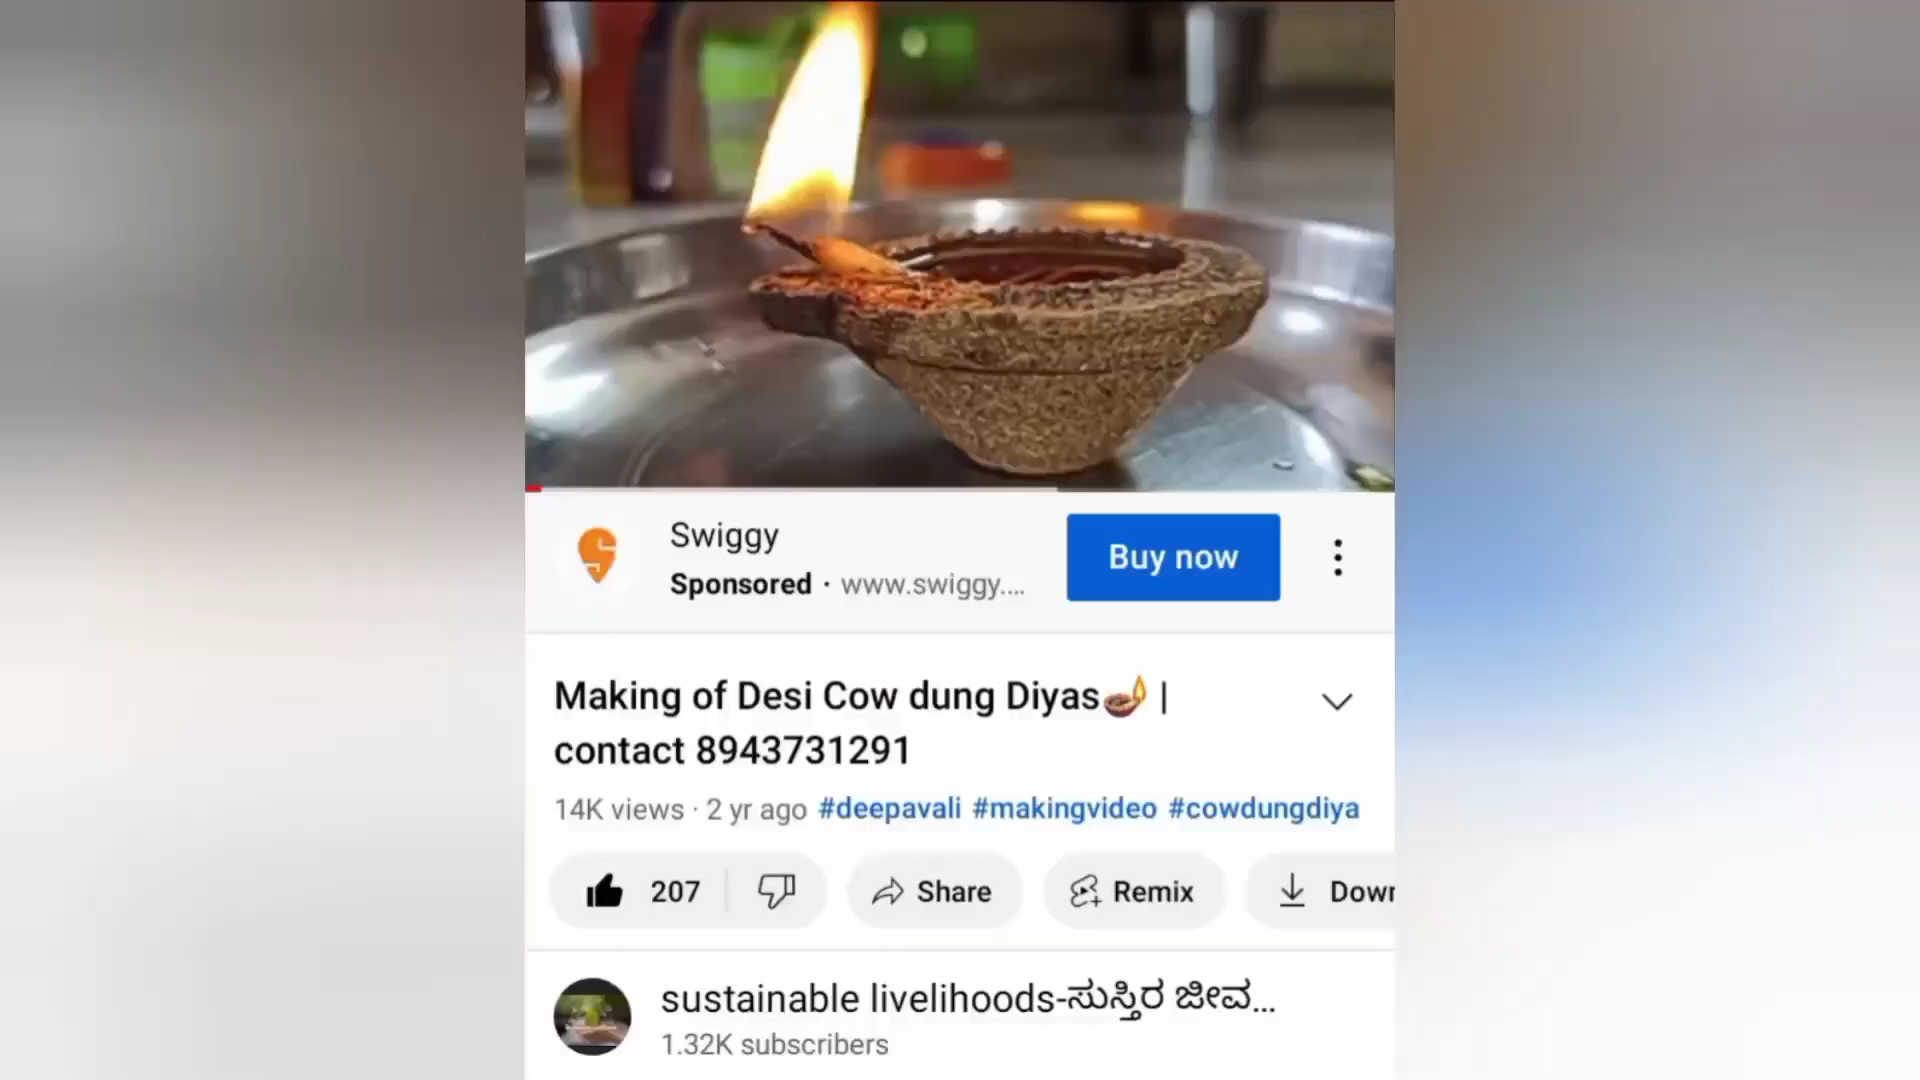 Swiggy
Sponsored · www.swiggy....
Buy now
Making of Desi Cow dung Diyas🪔 |
contact 8943731291
14K views · 2 yr ago #deepavali #makingvideo #cowdungdiya
207
Share
Remix
Down
sustainable livelihoods-ಸುಸ್ತಿರ ಜೀವ...
1.32K subscribers